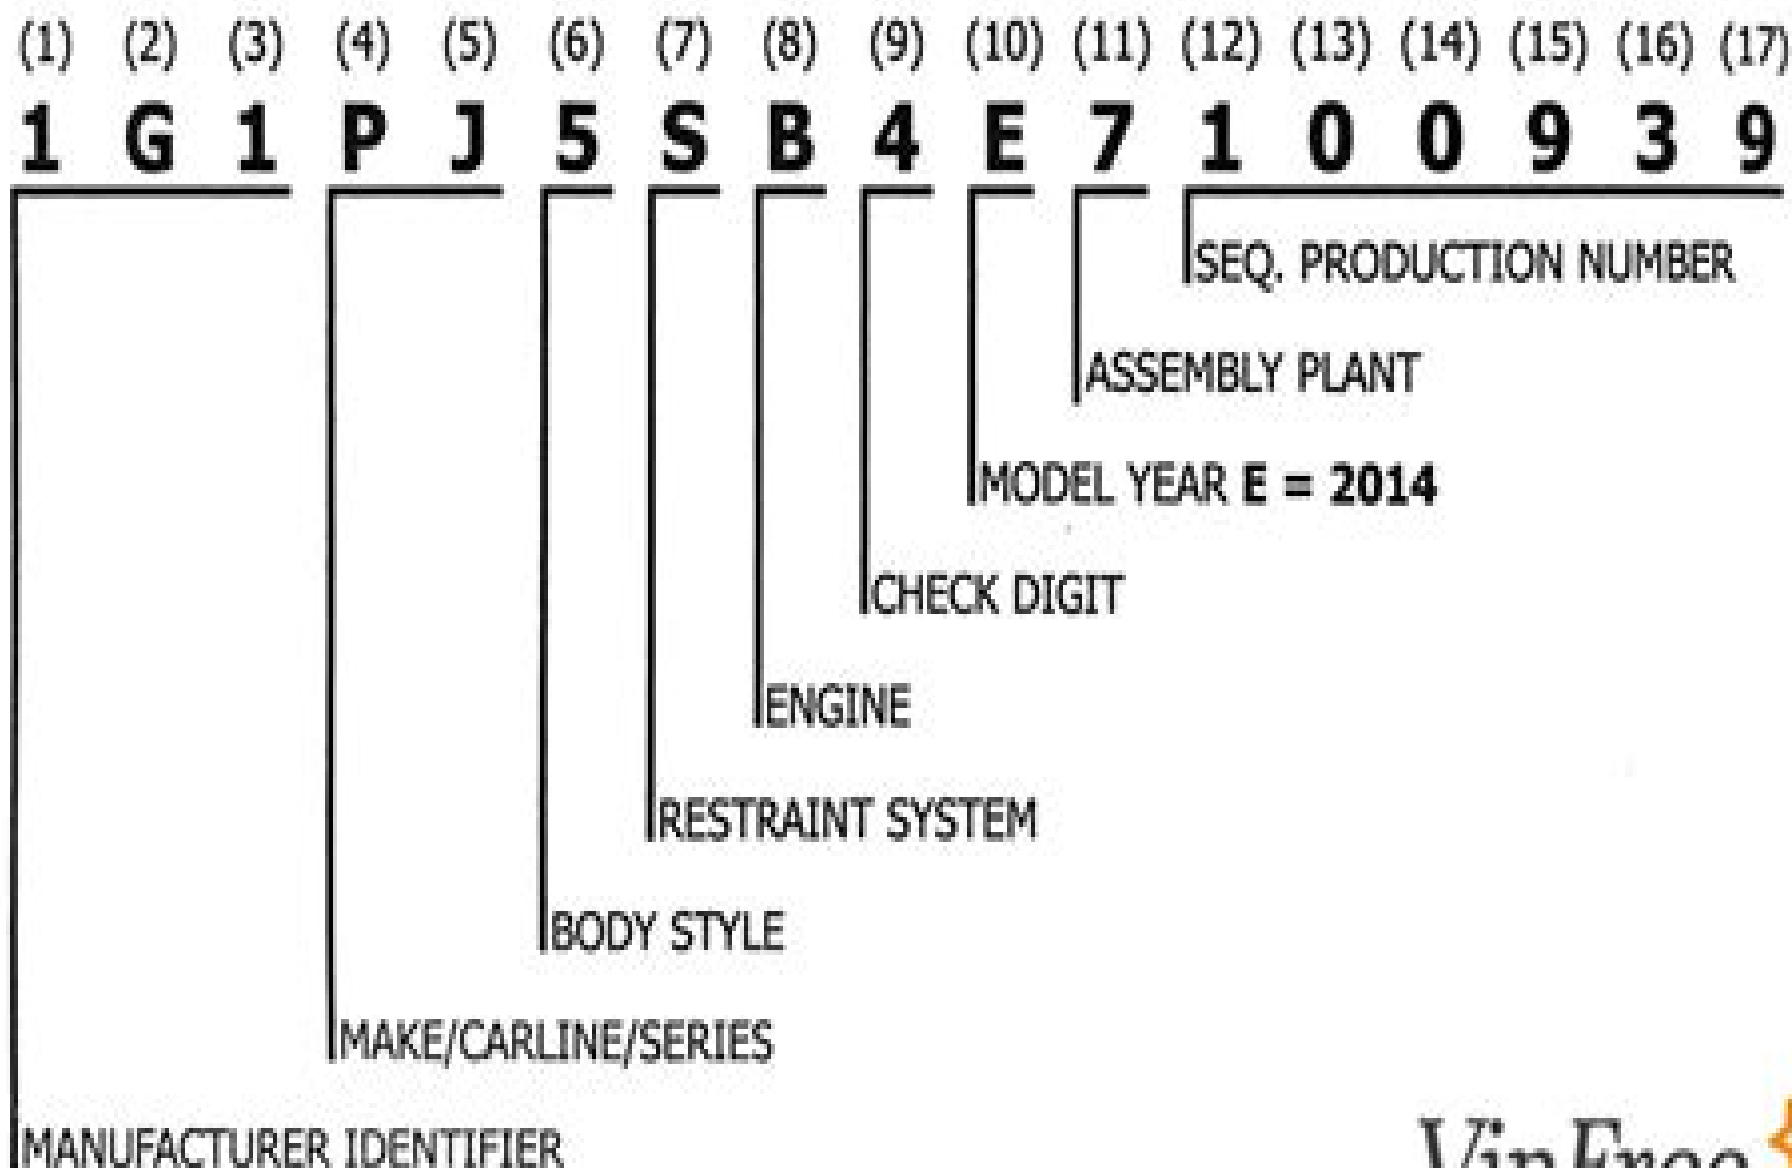 (1) (2) (3) (4) (5) (6) (7) (8) (9) (10) (11) (12) (13) (14) (15) (16) (17)
1 G 1 P J 5 S B 4 E 7 1 0 0 9 3 9
SEQ. PRODUCTION NUMBER
ASSEMBLY PLANT
MODEL YEAR E = 2014
CHECK DIGIT
ENGINE
RESTRAINT SYSTEM
BODY STYLE
MAKE/CARLINE/SERIES
MANUFACTURER IDENTIFIER
VinFree